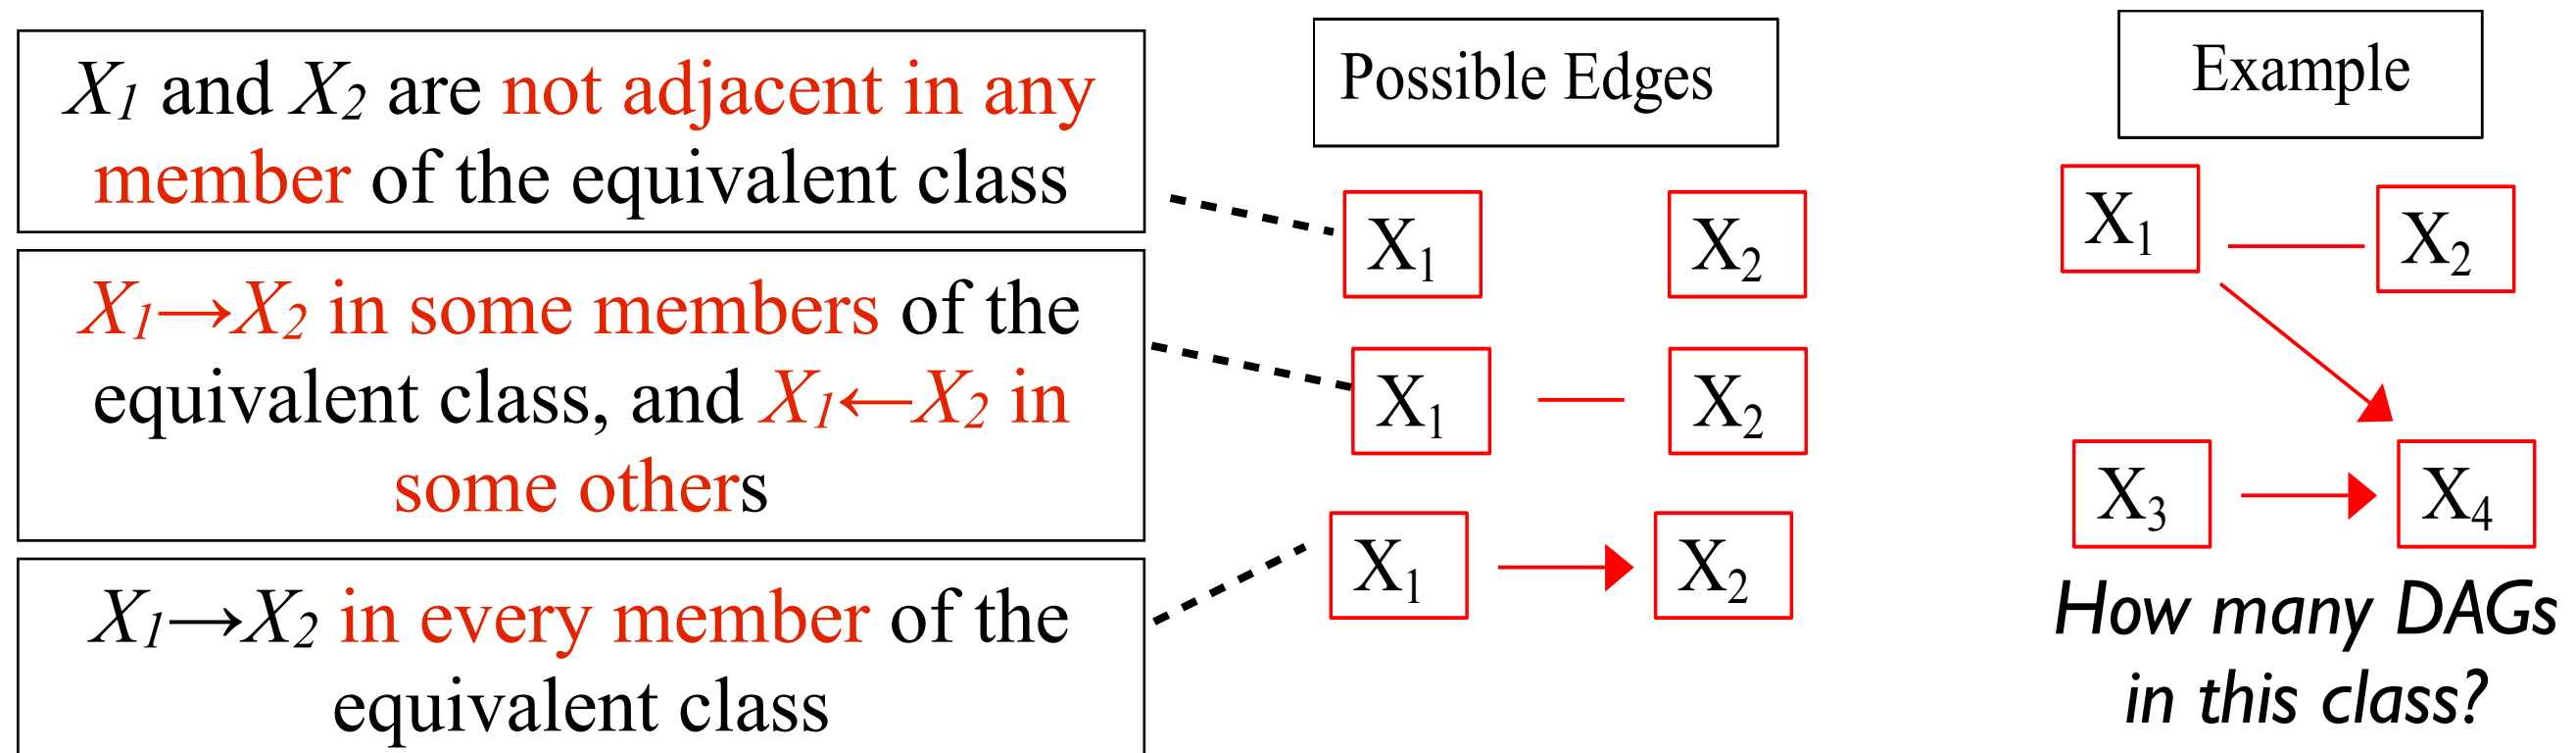 X₁ and X₂ are not adjacent in any
member of the equivalent class
X₁→X₂ in some members of the
equivalent class, and X₁←X₂ in
some others
X₁→X₂ in every member of the
equivalent class
Possible Edges
X₁ X₂
X₁ X₂
X₁ X₂
Example
X₁ X₂
X₃ X₄
How many DAGs
in this class?